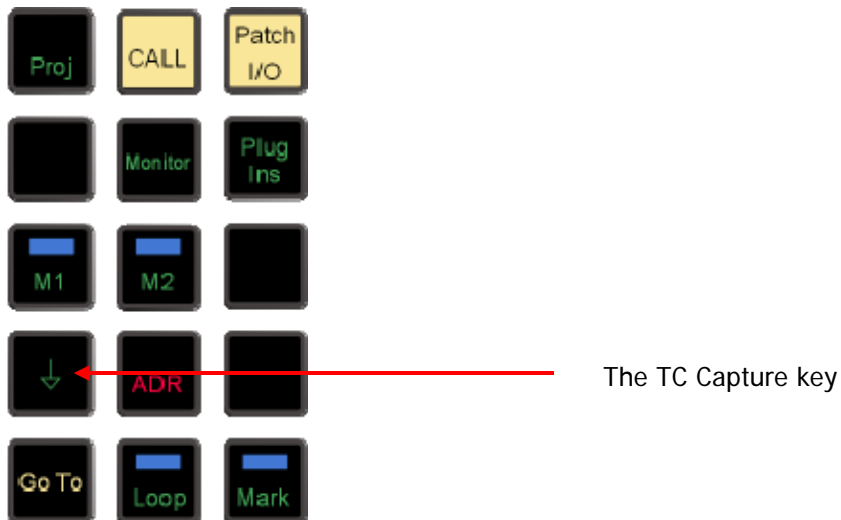 Proj
CALL
Patch
I/O
Monitor
Plug
Ins
M1
M2
ADR
The TC Capture key
Go To
Loop
Mark